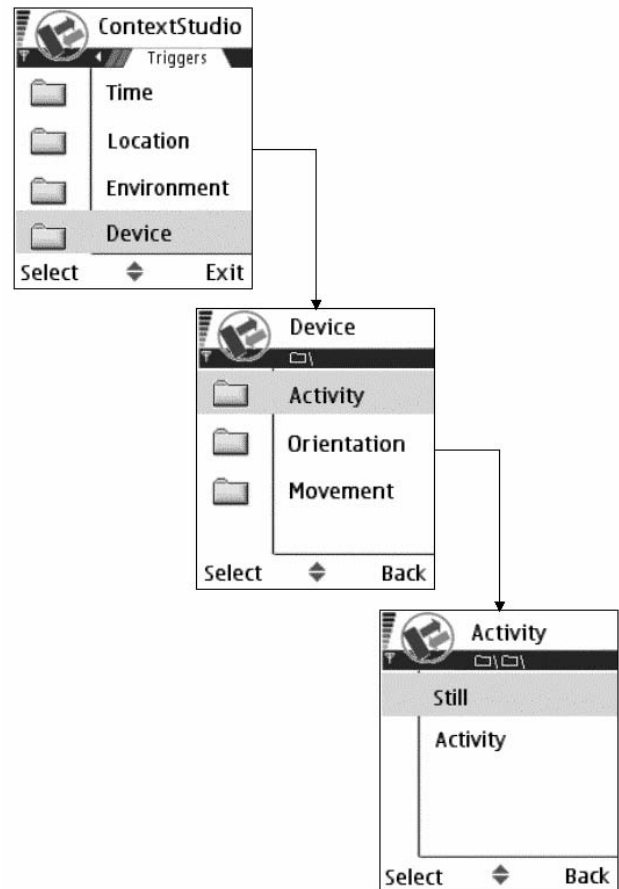 ContextStudio
Triggers
Time
Location
Environment
Device
Select Exit
Device
\
Activity
Orientation
Movement
Select Back
Activity
\ \
Still
Activity
Select Back